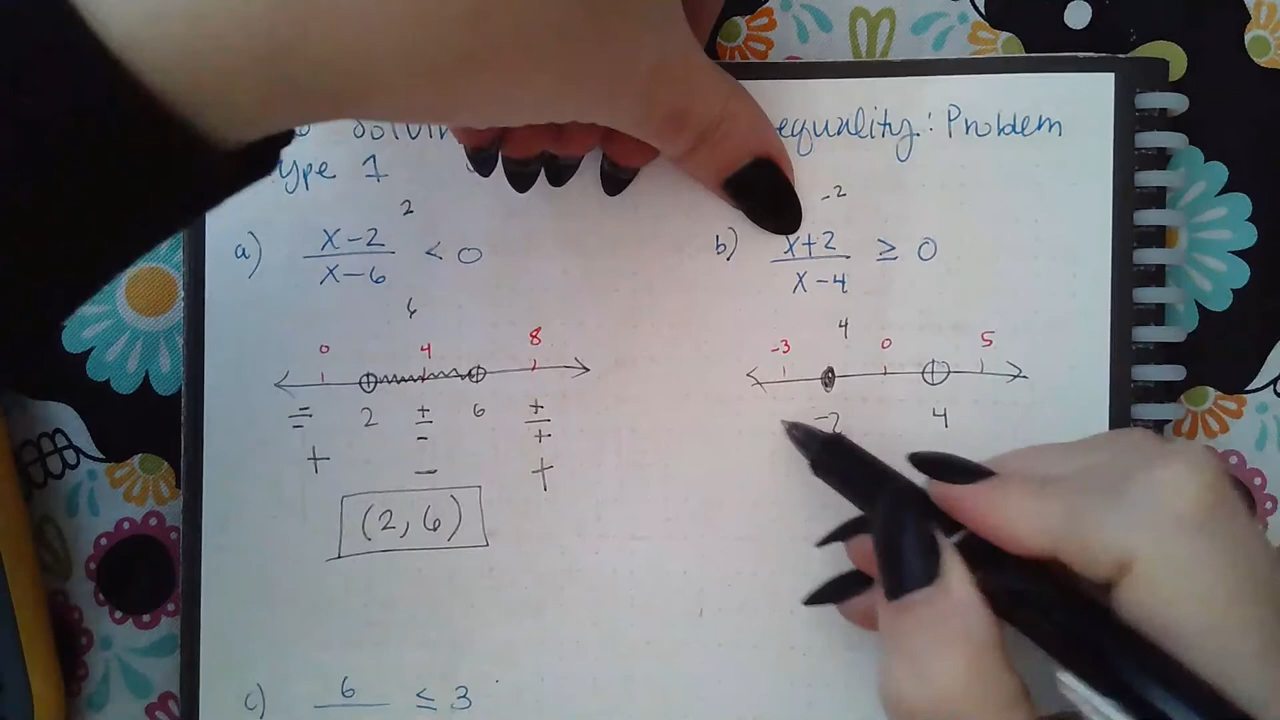 equality: Problem
ype 1
a) x-2/x-6 < 0
2
6
0 4 8
2 6
= ± +/+
+ - +
(2, 6)
b) x+2/x-4 ≥ 0
-2
4
-3 0 5
-2 4
c) 6 ≤ 3